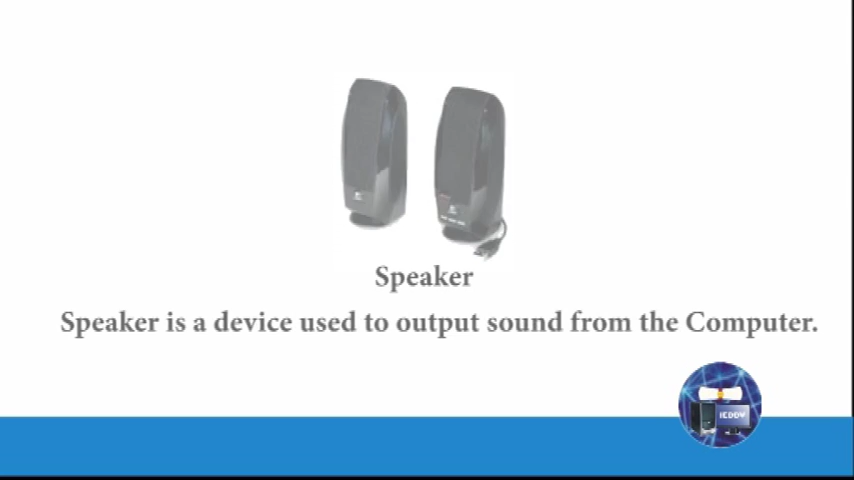 Speaker
Speaker is a device used to output sound from the Computer.